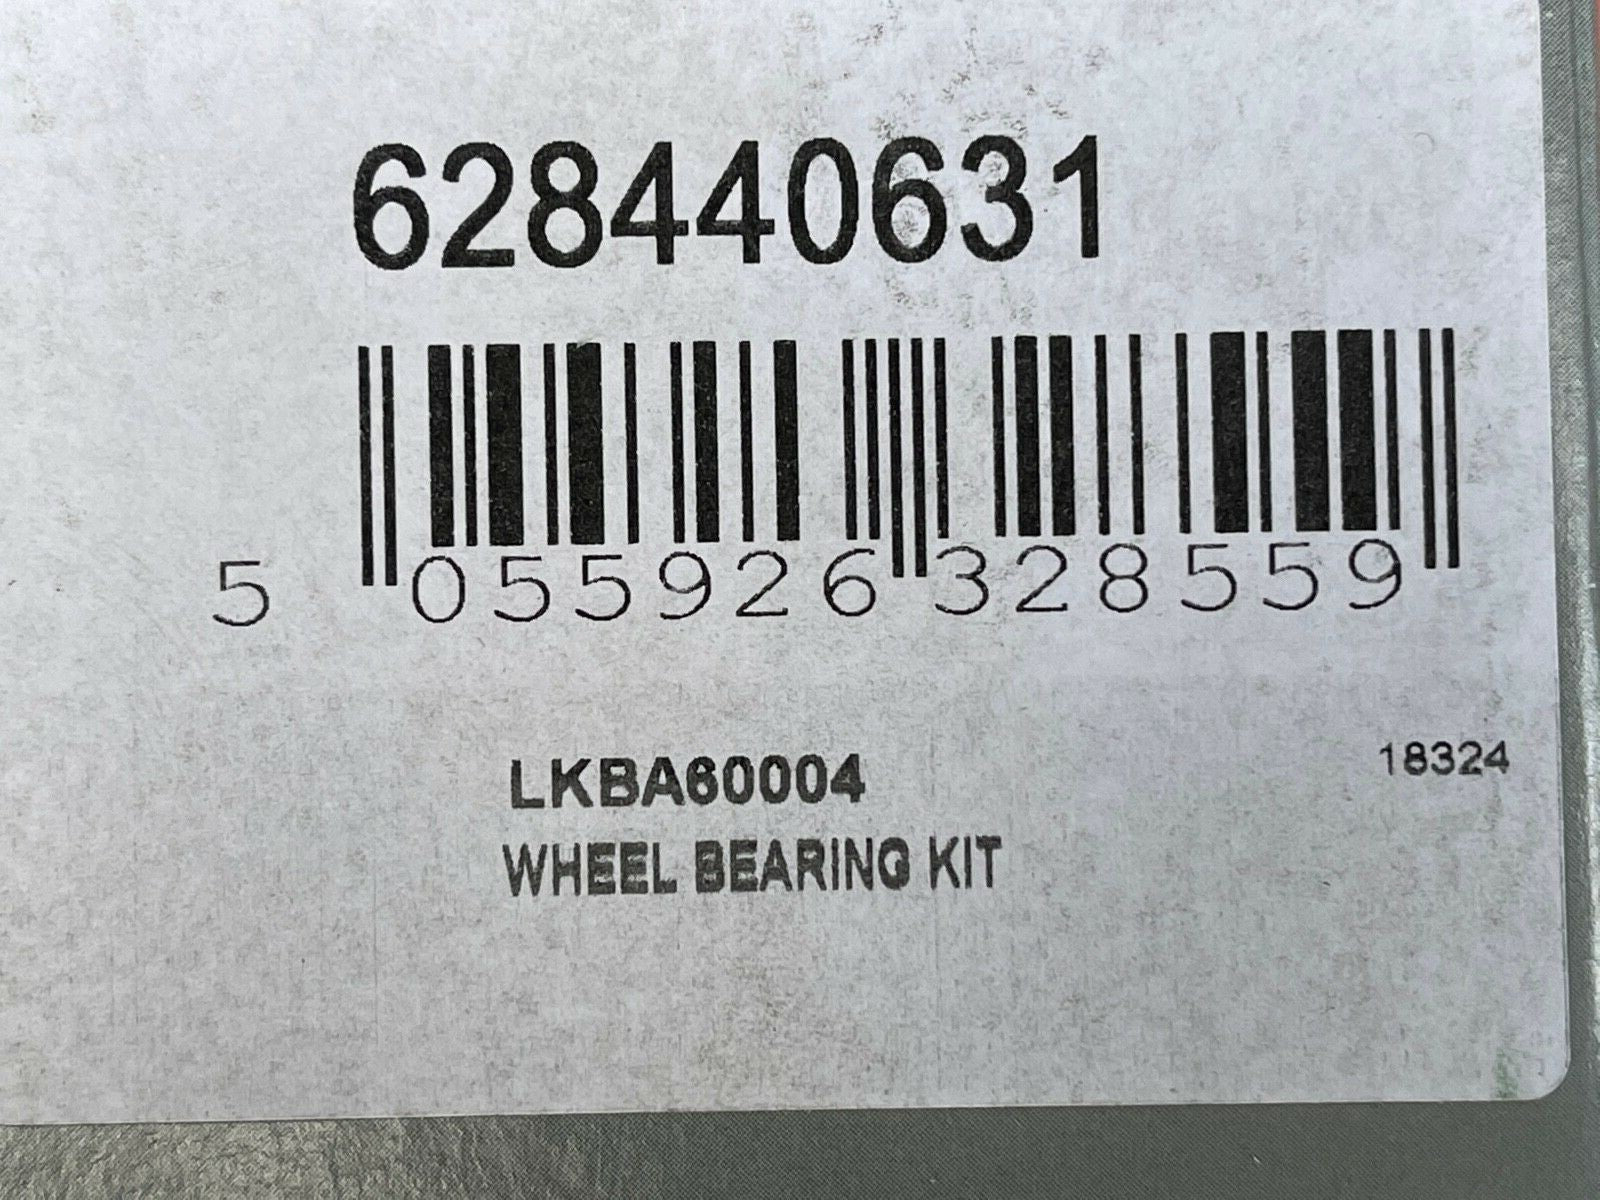 628440631
5 055926 328559
LKBA60004
18324
WHEEL BEARING KIT